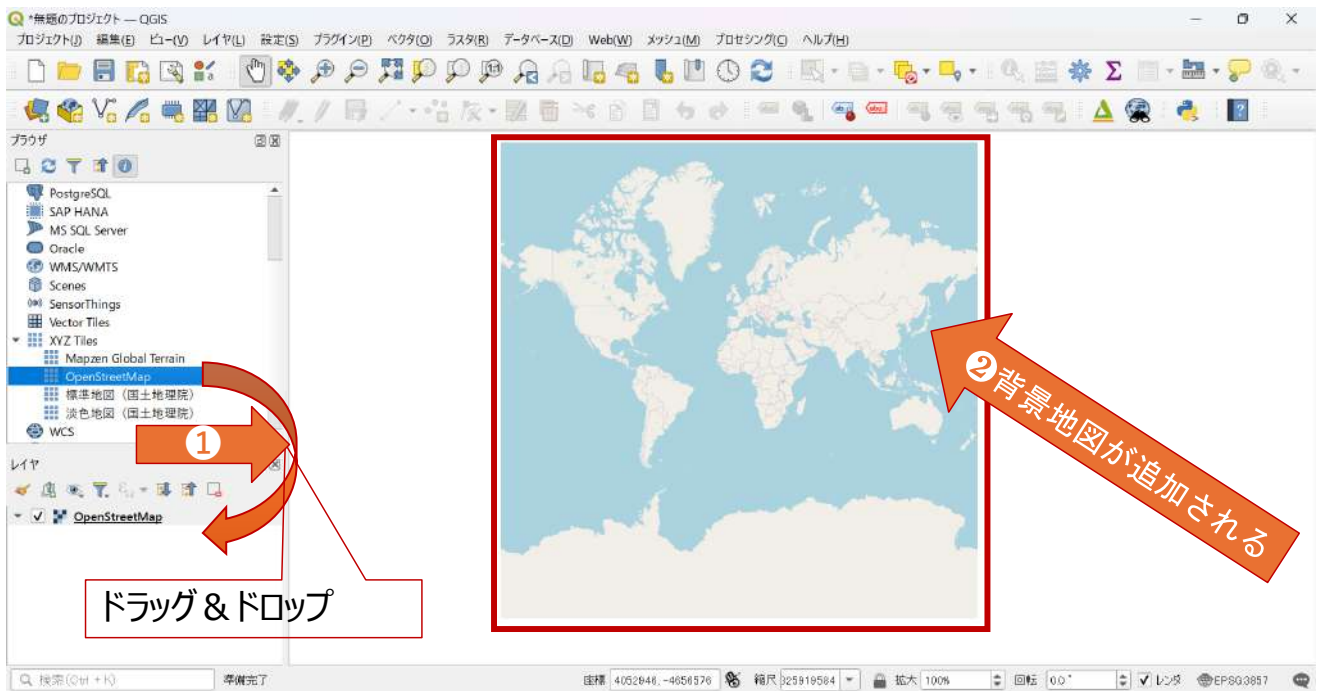 *無題のプロジェクト — QGIS
プロジェクト(J) 編集(E) ビュー(V) レイヤ(L) 設定(S) プラグイン(P) ベクタ(O) ラスタ(R) データベース(D) Web(W) メッシュ(M) プロセシング(C) ヘルプ(H)
ブラウザ
PostgreSQL
SAP HANA
MS SQL Server
Oracle
WMS/WMTS
Scenes
SensorThings
Vector Tiles
XYZ Tiles
Mapzen Global Terrain
OpenStreetMap
標準地図（国土地理院）
淡色地図（国土地理院）
WCS
❶
レイヤ
OpenStreetMap
ドラッグ＆ドロップ
❷背景地図が追加される
検索(Ctrl + K) 準備完了 座標 4052946,-4656576 縮尺 325919584 拡大 100% 回転 0.0° レンダ EPSG:3857